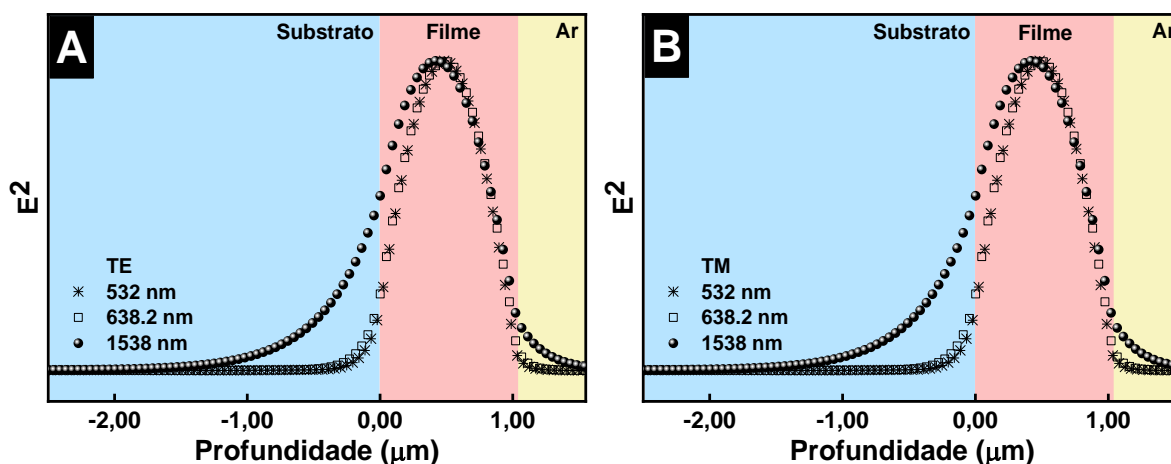 A
Substrato
Filme
Ar
E²
TE
532 nm
638.2 nm
1538 nm
-2,00
-1,00
0,00
1,00
Profundidade (μm)
B
Substrato
Filme
Ar
E²
TM
532 nm
638.2 nm
1538 nm
-2,00
-1,00
0,00
1,00
Profundidade (μm)